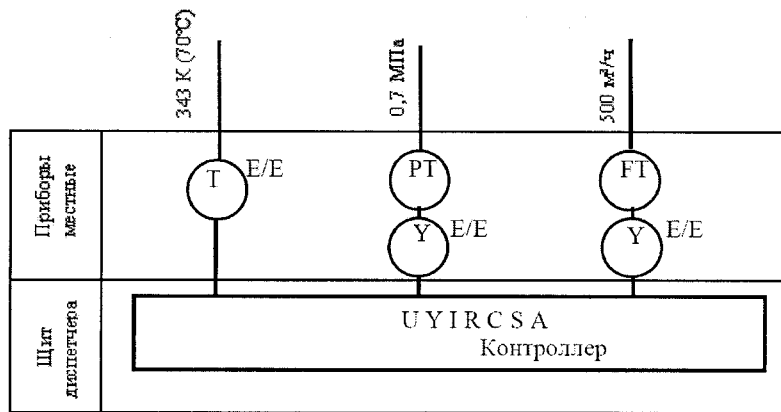 343 К (70°С)
0,7 МПа
500 м³/ч
Приборы
местные
T E/E
PT
Y E/E
FT
Y E/E
Щит
диспетчера
U Y I R C S A
Контроллер